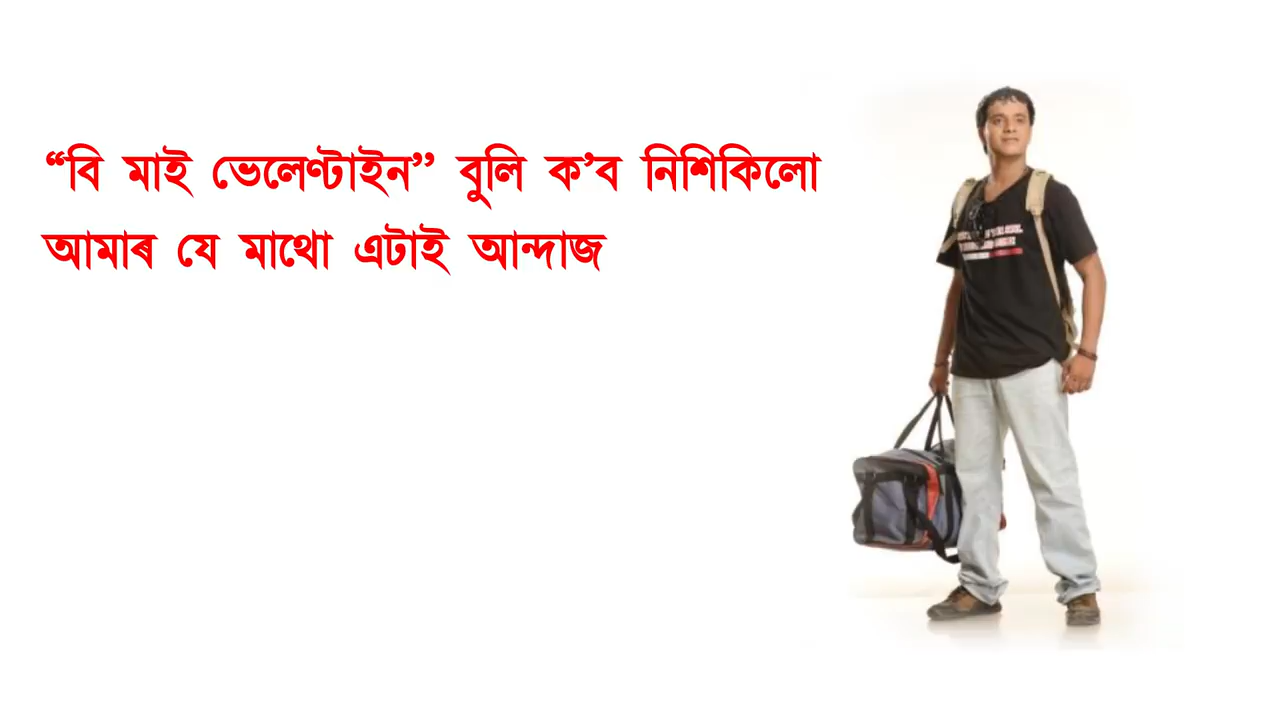 “বি মাই ভেলেণ্টাইন” বুলি ক’ব নিশিকিলো
আমাৰ যে মাথো এটাই আন্দাজ